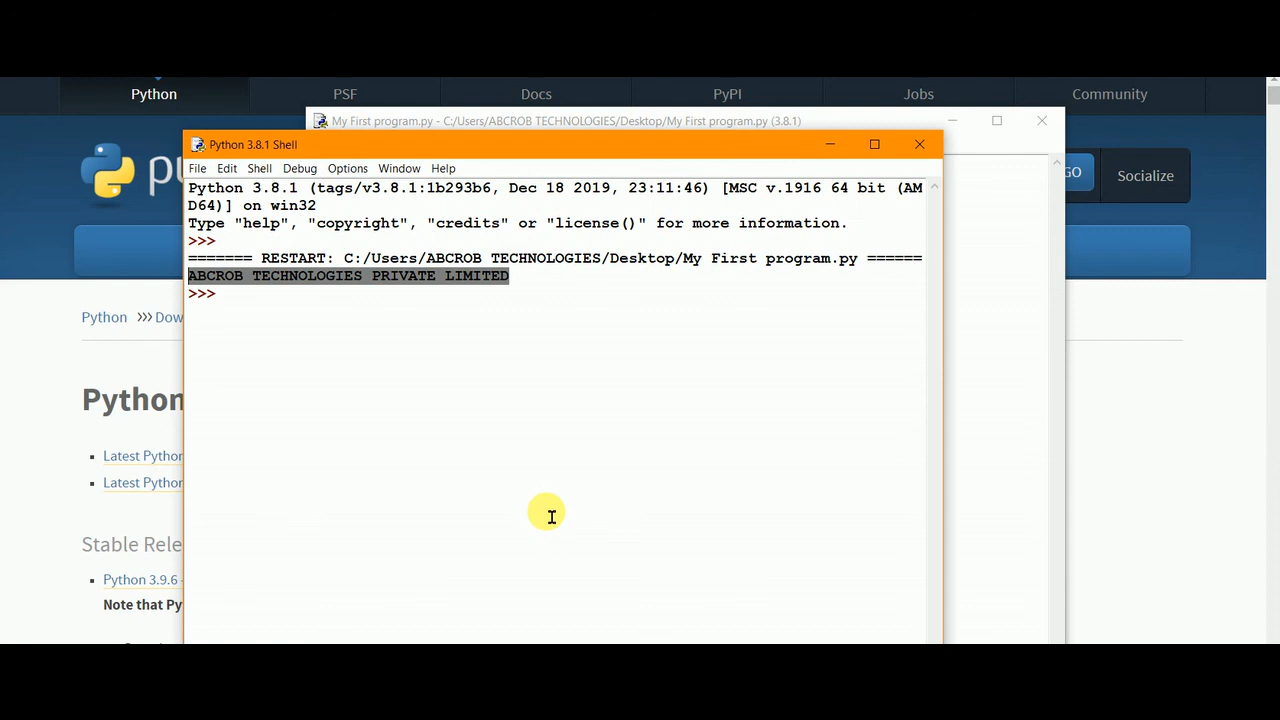 Python PSF Docs PyPI Jobs Community
My First program.py - C:/Users/ABCROB TECHNOLOGIES/Desktop/My First program.py (3.8.1)
Python 3.8.1 Shell
GO Socialize
File Edit Shell Debug Options Window Help
Python 3.8.1 (tags/v3.8.1:1b293b6, Dec 18 2019, 23:11:46) [MSC v.1916 64 bit (AM
D64)] on win32
Type "help", "copyright", "credits" or "license()" for more information.
>>>
======= RESTART: C:/Users/ABCROB TECHNOLOGIES/Desktop/My First program.py ======
ABCROB TECHNOLOGIES PRIVATE LIMITED
>>>
Python >>> Dow
Python
Latest Python
Latest Python
Stable Rele
Python 3.9.6 -
Note that Py